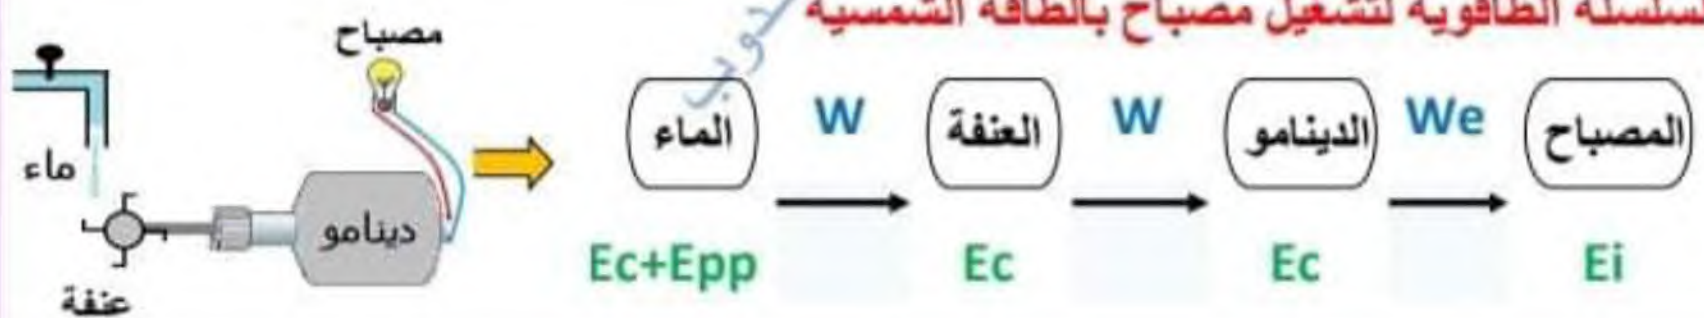 سلسلة الطاقوية لتشغيل مصباح بالطاقة الشمسية
مصباح
ماء
عنفة
دينامو
الماء
W
العنفة
W
الدينامو
We
المصباح
Ec+Epp
Ec
Ec
Ei